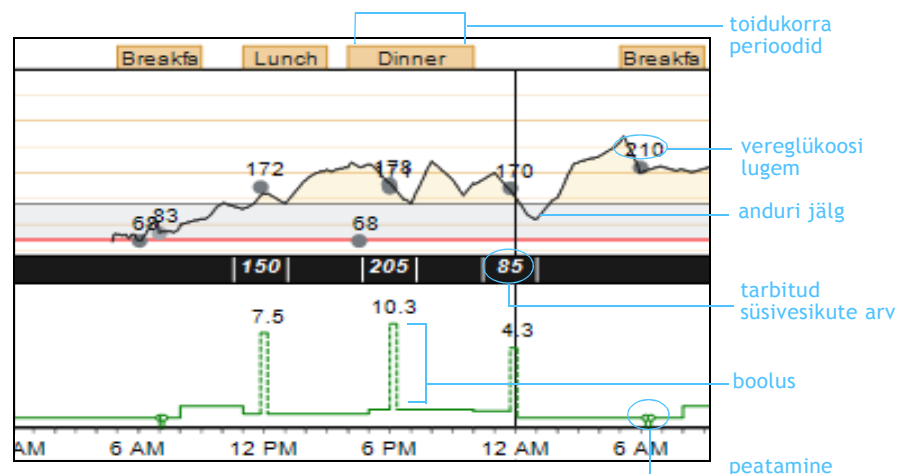 toidukorra
perioodid
Breakfa
Lunch
Dinner
Breakfa
172
170
210
vereglükoosi
lugem
68
83
68
anduri jälg
150
205
85
tarbitud
süsivesikute arv
7.5
10.3
4.3
boolus
AM
6 AM
12 PM
6 PM
12 AM
6 AM
peatamine